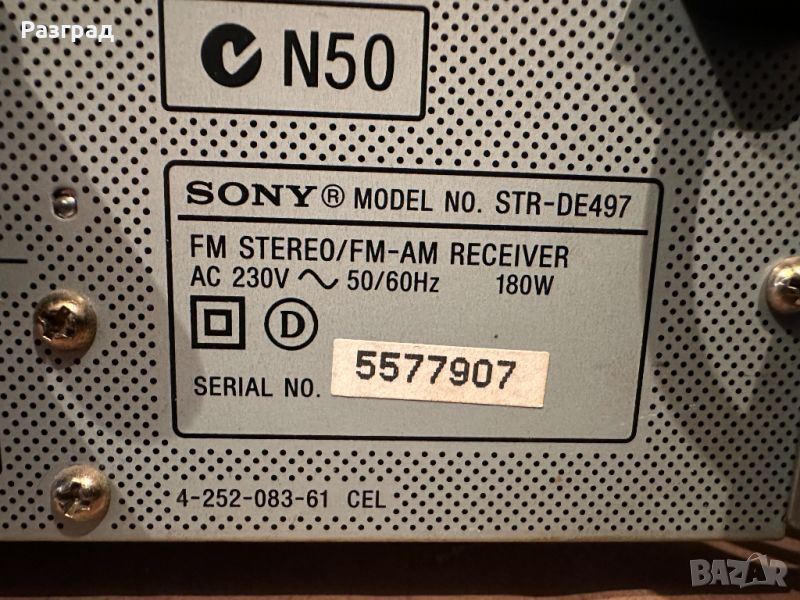 Разград
N50
SONY® MODEL NO. STR-DE497
FM STEREO/FM-AM RECEIVER
AC 230V ~ 50/60Hz 180W
D
SERIAL NO. 5577907
4-252-083-61 CEL
BAZAR